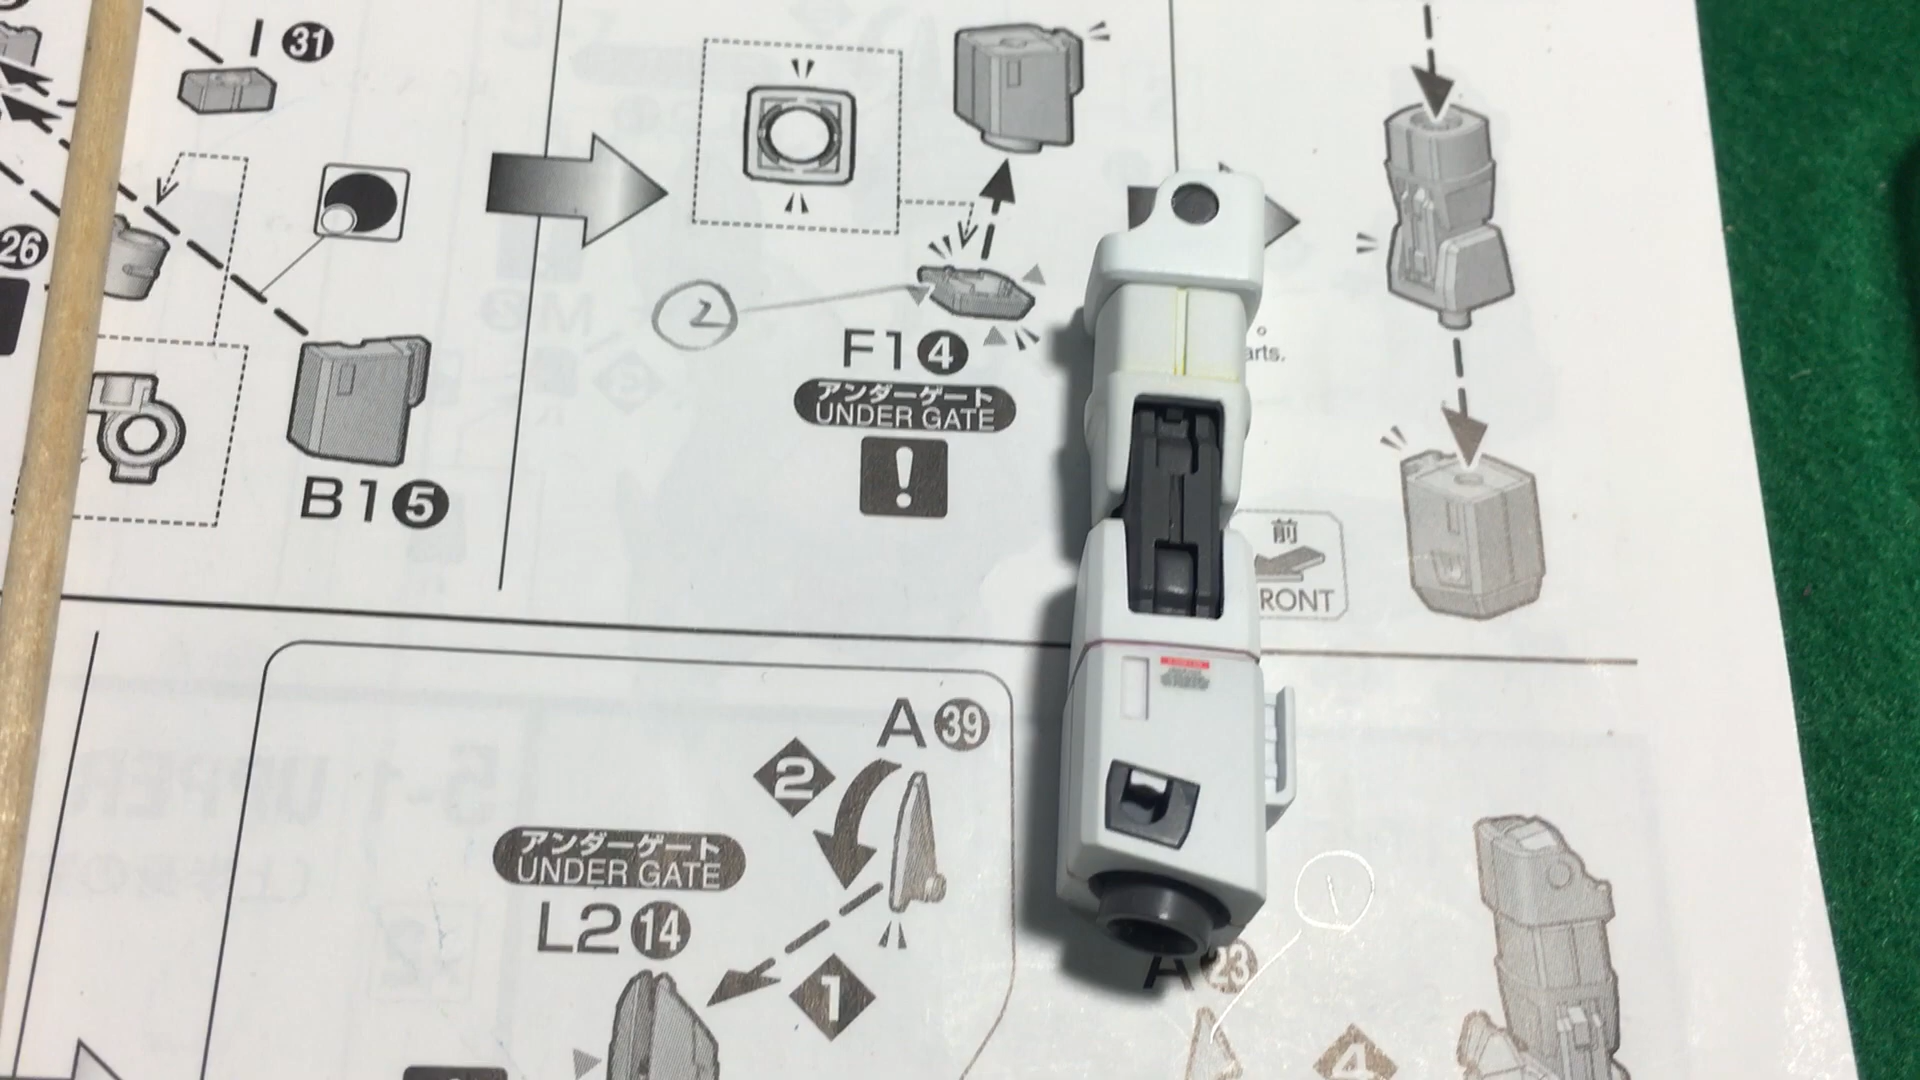 I 31
26
B1 5
2
F1 4
アンダーゲート
UNDER GATE
!
arts.
前
RONT
A 39
2
アンダーゲート
UNDER GATE
L2 14
1
1
A 23
4